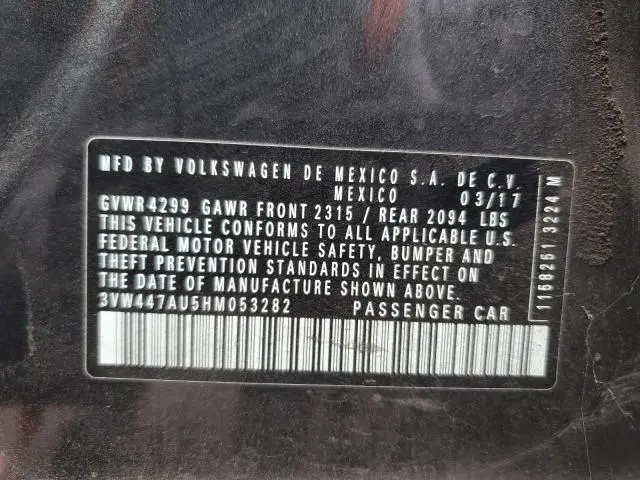 MFD BY VOLKSWAGEN DE MEXICO S.A. DE C.V.
MEXICO 03/17
GVWR4299 GAWR FRONT 2315 / REAR 2094 LBS
THIS VEHICLE CONFORMS TO ALL APPLICABLE U.S.
FEDERAL MOTOR VEHICLE SAFETY, BUMPER AND
THEFT PREVENTION STANDARDS IN EFFECT ON
THE DATE OF MANUFACTURE SHOWN ABOVE.
3VW447AU5HM053282 PASSENGER CAR
1158251 3224 M